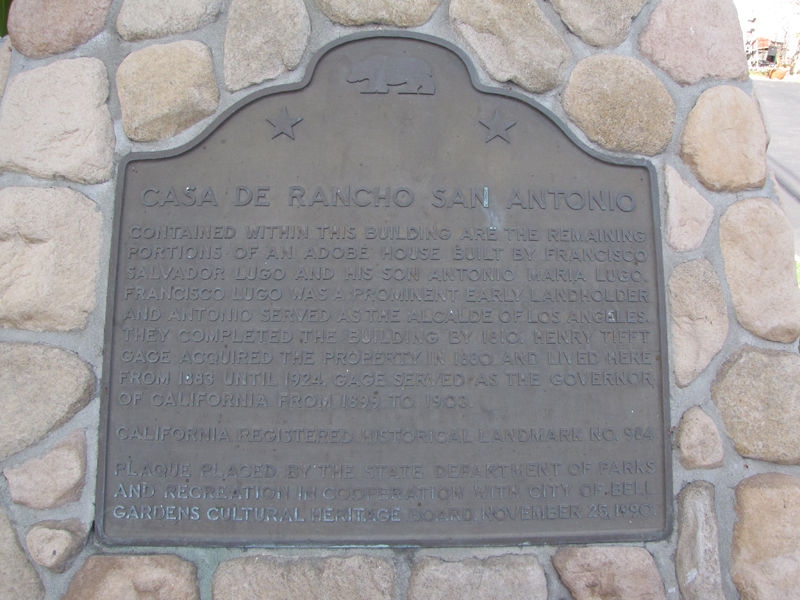 CASA DE RANCHO SAN ANTONIO
CONTAINED WITHIN THIS BUILDING ARE THE REMAINING
PORTIONS OF AN ADOBE HOUSE BUILT BY FRANCISCO
SALVADOR LUGO AND HIS SON ANTONIO MARIA LUGO.
FRANCISCO LUGO WAS A PROMINENT EARLY LANDHOLDER
AND ANTONIO SERVED AS THE ALCALDE OF LOS ANGELES.
THEY COMPLETED THE BUILDING BY 1810. HENRY TIFFT
GAGE ACQUIRED THE PROPERTY IN 1880 AND LIVED HERE
FROM 1883 UNTIL 1924. GAGE SERVED AS THE GOVERNOR
OF CALIFORNIA FROM 1899 TO 1903.
CALIFORNIA REGISTERED HISTORICAL LANDMARK NO. 984
PLAQUE PLACED BY THE STATE DEPARTMENT OF PARKS
AND RECREATION IN COOPERATION WITH CITY OF BELL
GARDENS CULTURAL HERITAGE BOARD, NOVEMBER 25, 1990.